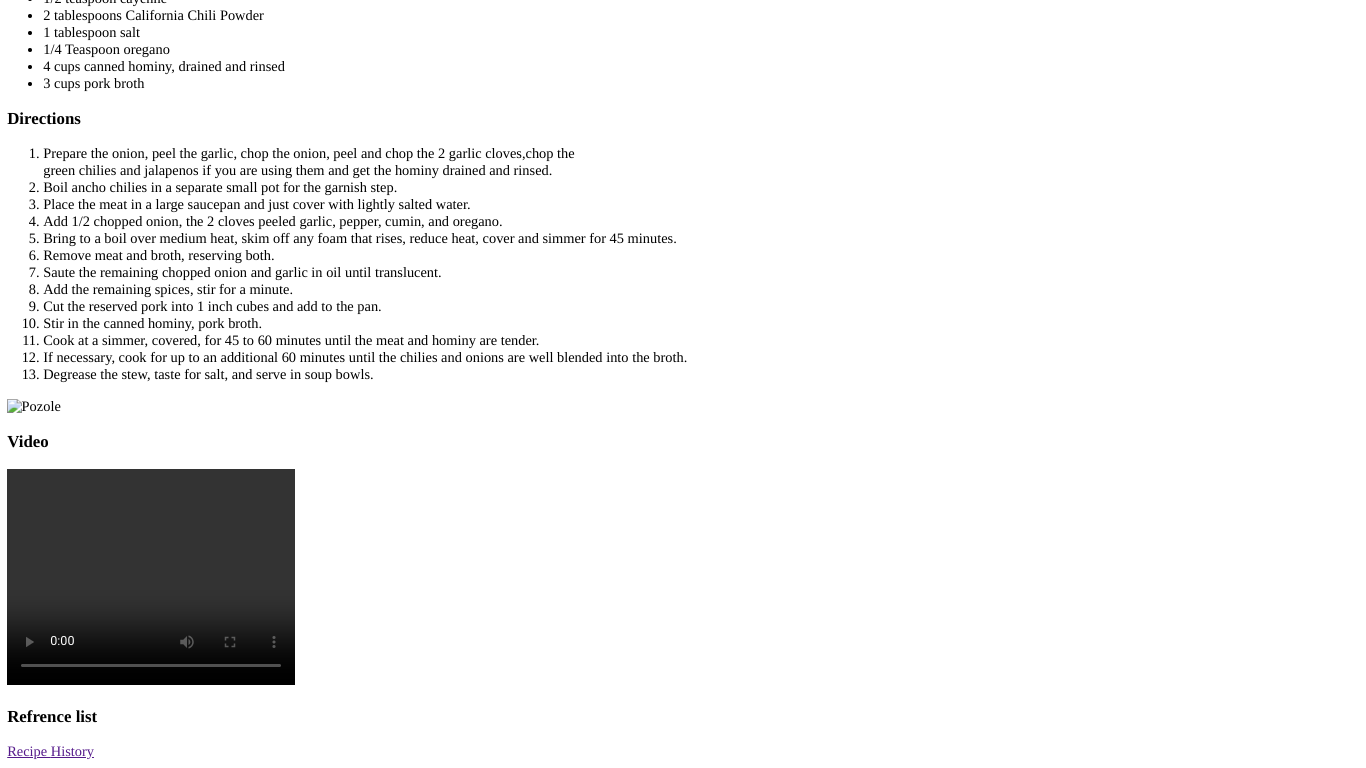 1/2 teaspoon cayenne
2 tablespoons California Chili Powder
1 tablespoon salt
1/4 Teaspoon oregano
4 cups canned hominy, drained and rinsed
3 cups pork broth
Directions
1. Prepare the onion, peel the garlic, chop the onion, peel and chop the 2 garlic cloves,chop the
green chilies and jalapenos if you are using them and get the hominy drained and rinsed.
2. Boil ancho chilies in a separate small pot for the garnish step.
3. Place the meat in a large saucepan and just cover with lightly salted water.
4. Add 1/2 chopped onion, the 2 cloves peeled garlic, pepper, cumin, and oregano.
5. Bring to a boil over medium heat, skim off any foam that rises, reduce heat, cover and simmer for 45 minutes.
6. Remove meat and broth, reserving both.
7. Saute the remaining chopped onion and garlic in oil until translucent.
8. Add the remaining spices, stir for a minute.
9. Cut the reserved pork into 1 inch cubes and add to the pan.
10. Stir in the canned hominy, pork broth.
11. Cook at a simmer, covered, for 45 to 60 minutes until the meat and hominy are tender.
12. If necessary, cook for up to an additional 60 minutes until the chilies and onions are well blended into the broth.
13. Degrease the stew, taste for salt, and serve in soup bowls.
Pozole
Video
0:00
Refrence list
Recipe History